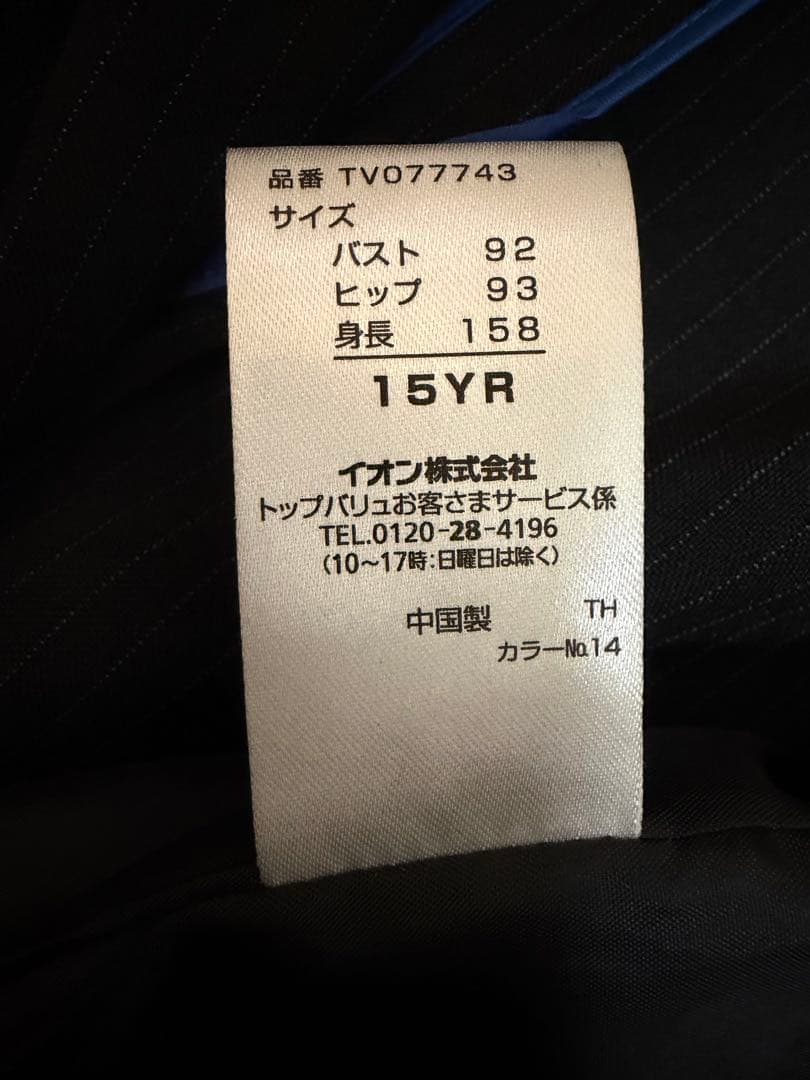 品番 TV077743
サイズ
バスト 92
ヒップ 93
身長 158
15YR
イオン株式会社
トップバリュお客さまサービス係
TEL.0120-28-4196
(10～17時:日曜日は除く)
中国製 TH
カラー№14